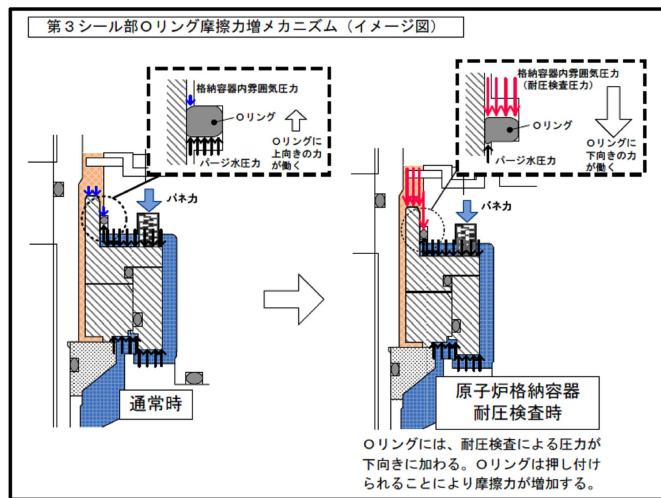 第3シール部Oリング摩擦力増メカニズム（イメージ図）
格納容器内雰囲気圧力
Oリング
Oリングに
上向きの力
が働く
パージ水圧力
バネ力
通常時
格納容器内雰囲気圧力
（耐圧検査圧力）
Oリング
Oリングに
下向きの力
が働く
パージ水圧力
バネ力
原子炉格納容器
耐圧検査時
Oリングには、耐圧検査による圧力が
下向きに加わる。Oリングは押し付け
られることにより摩擦力が増加する。